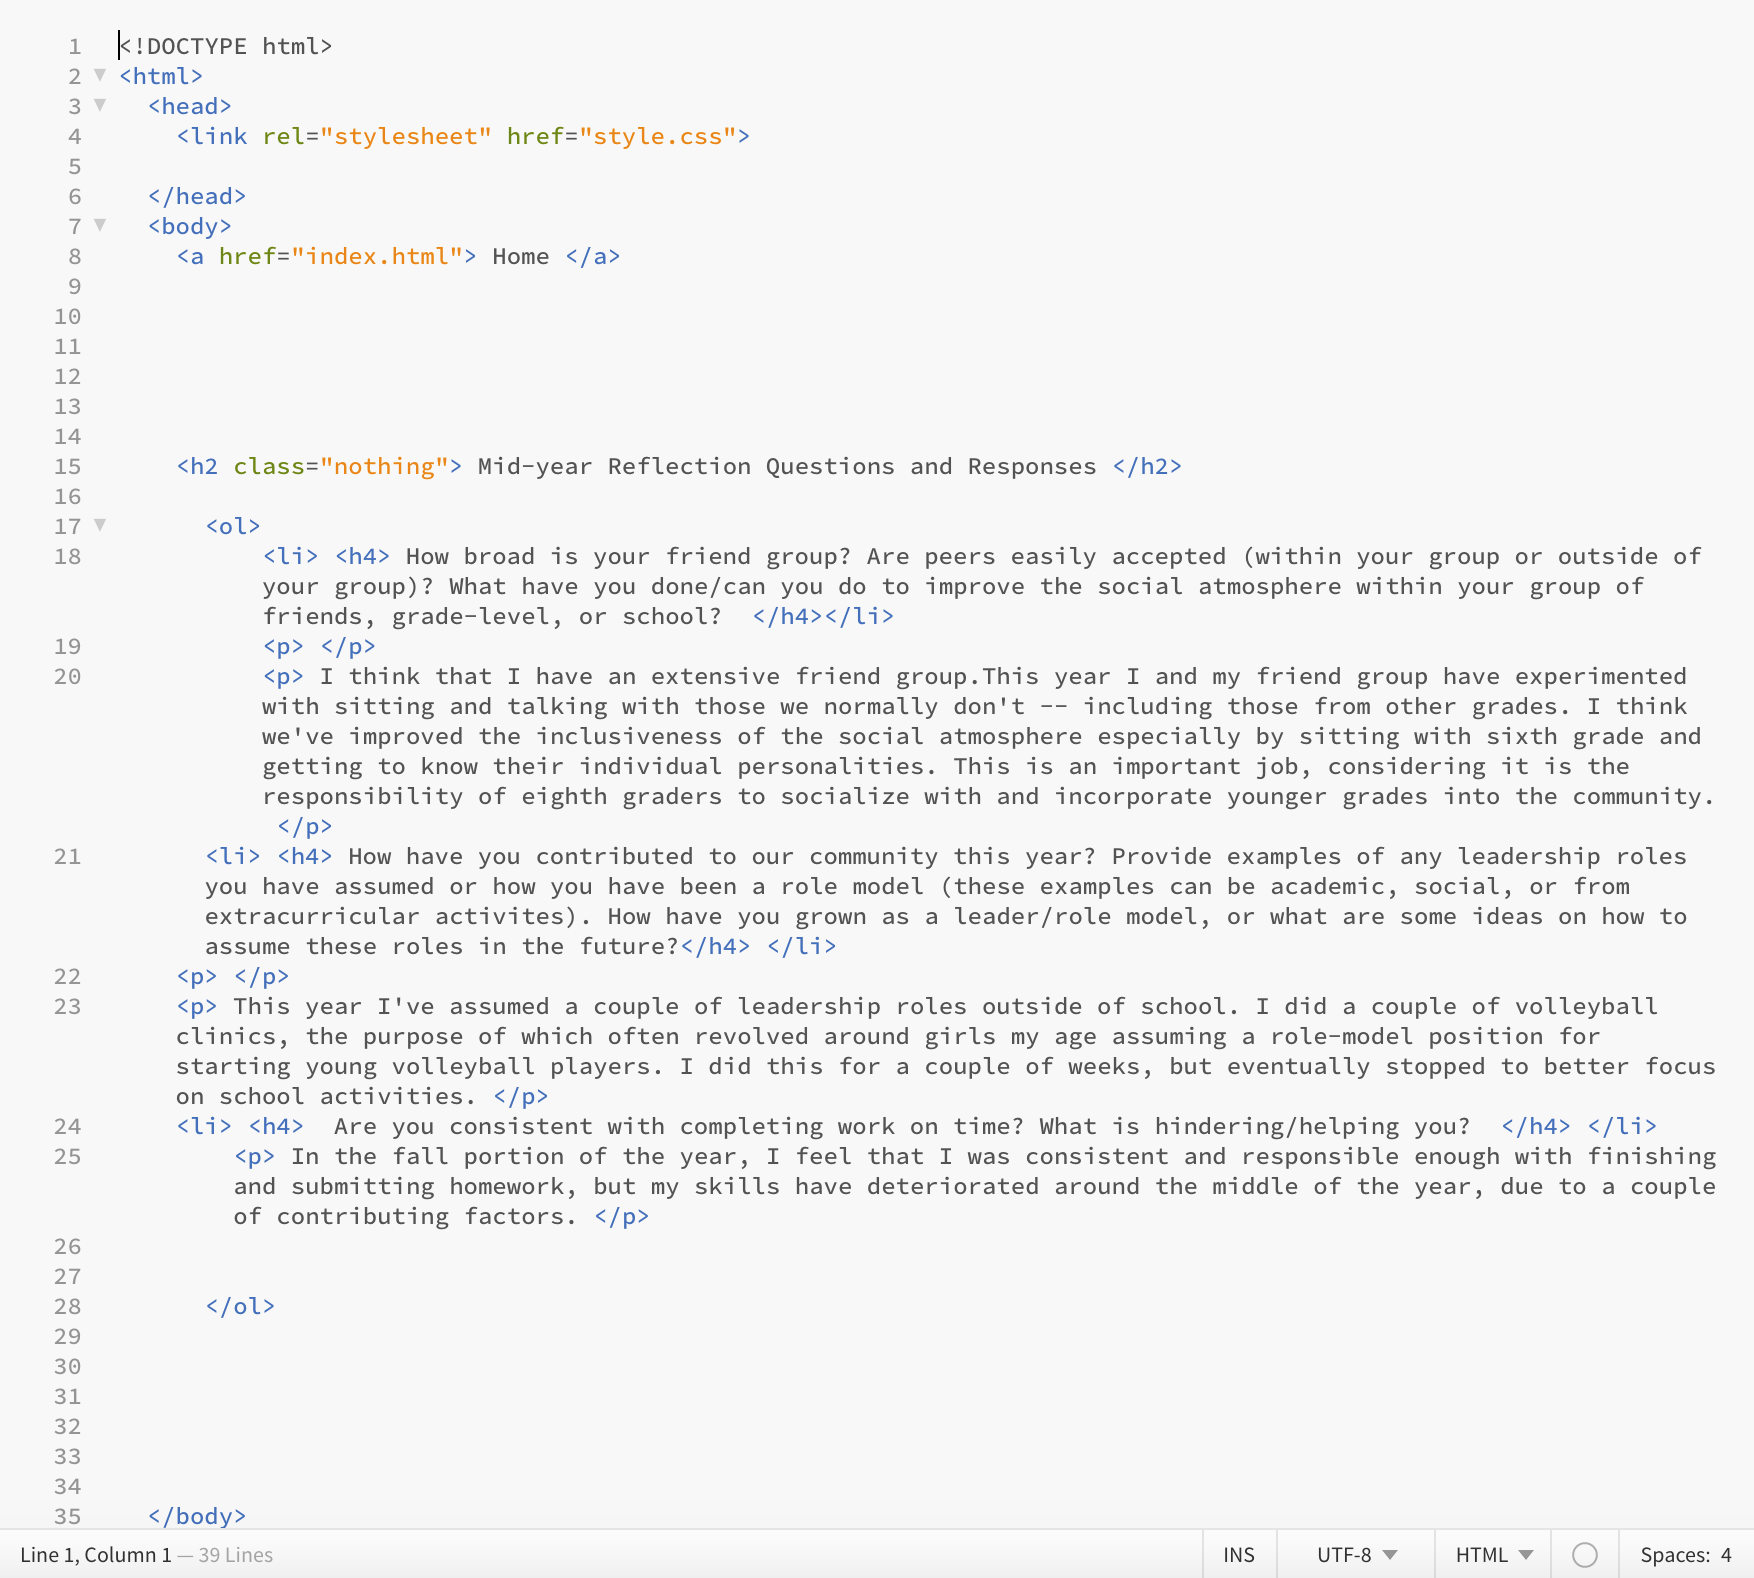 1 <!DOCTYPE html>
2 <html>
3 <head>
4 <link rel="stylesheet" href="style.css">
5
6 </head>
7 <body>
8 <a href="index.html"> Home </a>
9
10
11
12
13
14
15 <h2 class="nothing"> Mid-year Reflection Questions and Responses </h2>
16
17 <ol>
18 <li> <h4> How broad is your friend group? Are peers easily accepted (within your group or outside of
your group)? What have you done/can you do to improve the social atmosphere within your group of
friends, grade-level, or school?  </h4></li>
19 <p> </p>
20 <p> I think that I have an extensive friend group.This year I and my friend group have experimented
with sitting and talking with those we normally don't -- including those from other grades. I think
we've improved the inclusiveness of the social atmosphere especially by sitting with sixth grade and
getting to know their individual personalities. This is an important job, considering it is the
responsibility of eighth graders to socialize with and incorporate younger grades into the community.
</p>
21 <li> <h4> How have you contributed to our community this year? Provide examples of any leadership roles
you have assumed or how you have been a role model (these examples can be academic, social, or from
extracurricular activites). How have you grown as a leader/role model, or what are some ideas on how to
assume these roles in the future?</h4> </li>
22 <p> </p>
23 <p> This year I've assumed a couple of leadership roles outside of school. I did a couple of volleyball
clinics, the purpose of which often revolved around girls my age assuming a role-model position for
starting young volleyball players. I did this for a couple of weeks, but eventually stopped to better focus
on school activities. </p>
24 <li> <h4>  Are you consistent with completing work on time? What is hindering/helping you?  </h4> </li>
25 <p> In the fall portion of the year, I feel that I was consistent and responsible enough with finishing
and submitting homework, but my skills have deteriorated around the middle of the year, due to a couple
of contributing factors. </p>
26
27
28 </ol>
29
30
31
32
33
34
35 </body>
Line 1, Column 1 — 39 Lines INS UTF-8 HTML Spaces: 4